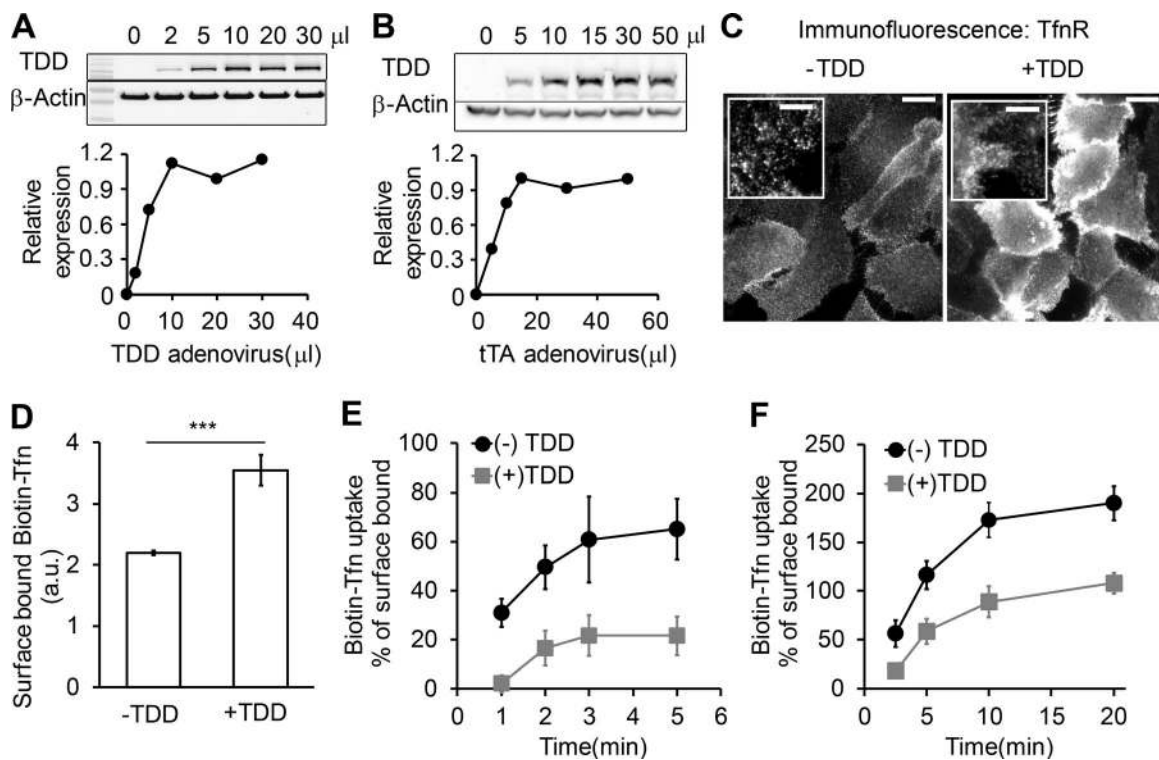 A
0 2 5 10 20 30 μl
TDD
β-Actin
1.2
0.9
0.6
0.3
0
Relative
expression
0 10 20 30 40
TDD adenovirus(μl)
B
0 5 10 15 30 50 μl
TDD
β-Actin
1.2
0.9
0.6
0.3
0
Relative
expression
0 20 40 60
tTA adenovirus(μl)
C
Immunofluorescence: TfnR
-TDD +TDD
D
***
4
3
2
1
0
Surface bound Biotin-Tfn
(a.u.)
-TDD +TDD
E
(-) TDD
(+)TDD
100
80
60
40
20
0
Biotin-Tfn uptake
% of surface bound
0 1 2 3 4 5 6
Time(min)
F
(-) TDD
(+)TDD
250
200
150
100
50
0
Biotin-Tfn uptake
% of surface bound
0 5 10 15 20
Time(min)